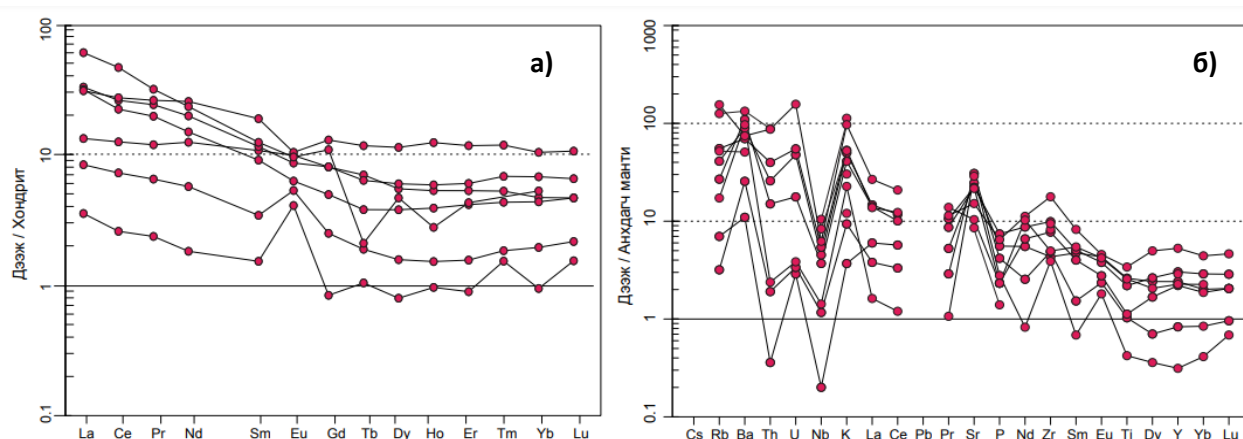 а)
Дээж / Хондрит
100
10
1
0.1
La Ce Pr Nd Sm Eu Gd Tb Dy Ho Er Tm Yb Lu
б)
Дээж / Анхдагч манти
1000
100
10
1
0.1
Cs Rb Ba Th U Nb K La Ce Pb Pr Sr P Nd Zr Sm Eu Ti Dy Y Yb Lu